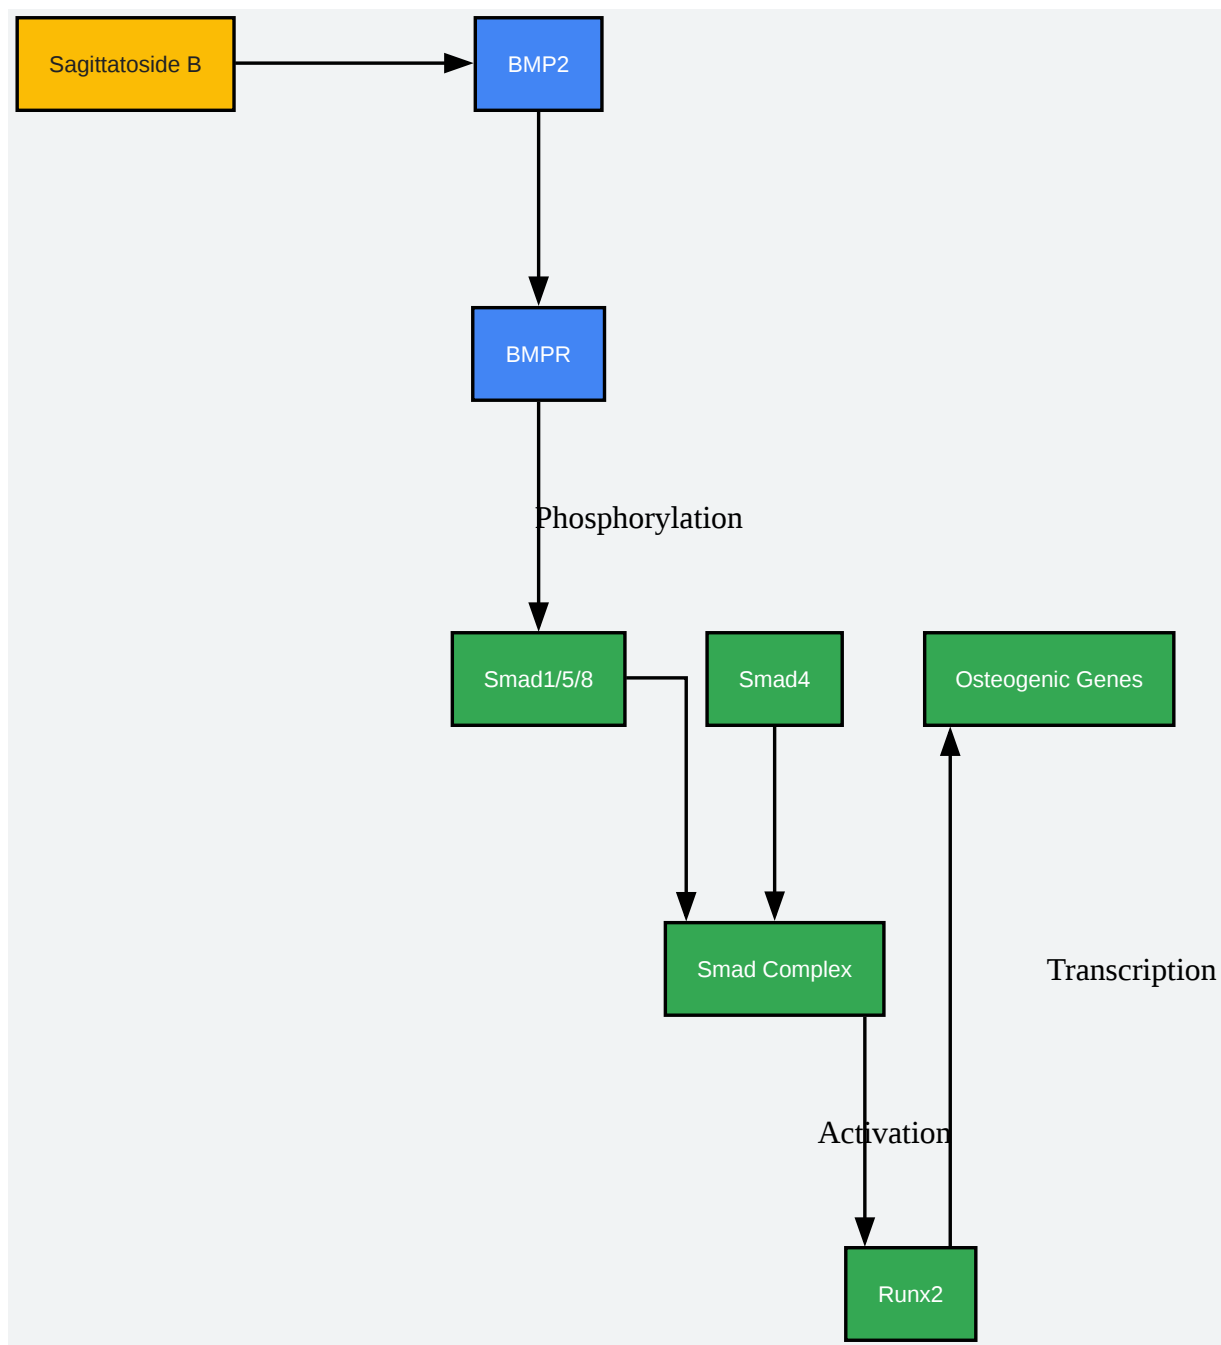 Sagittatoside B
BMP2
BMPR
Phosphorylation
Smad1/5/8
Smad4
Osteogenic Genes
Smad Complex
Transcription
Activation
Runx2